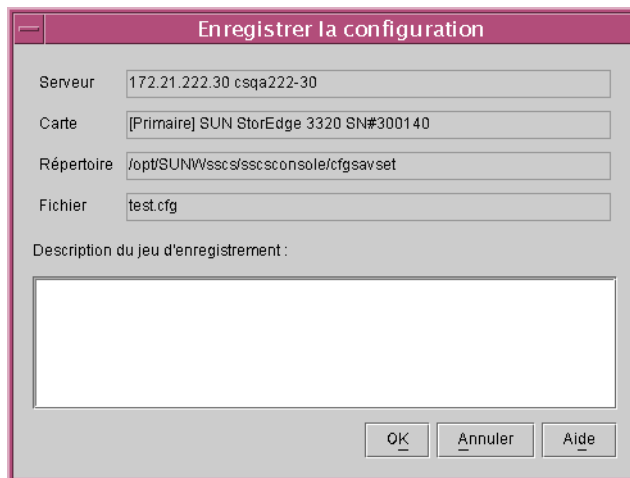 Enregistrer la configuration
Serveur 172.21.222.30 csqa222-30
Carte [Primaire] SUN StorEdge 3320 SN#300140
Répertoire /opt/SUNWsscs/sscsconsole/cfgsavset
Fichier test.cfg
Description du jeu d'enregistrement :
OK Annuler Aide